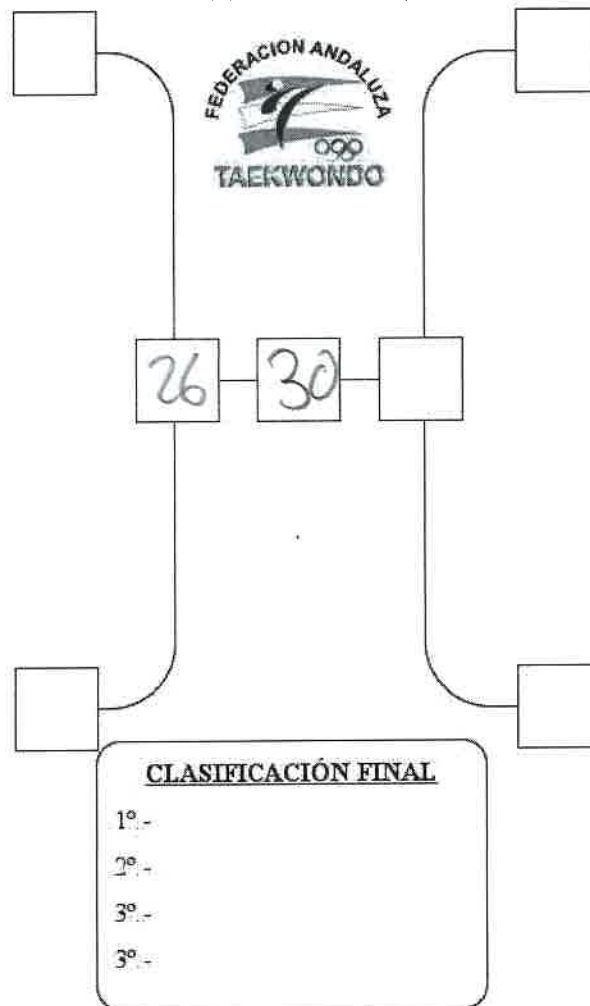 FEDERACION ANDALUZA
TAEKWONDO
26 30
CLASIFICACIÓN FINAL
1º.-
2º.-
3º.-
3º.-